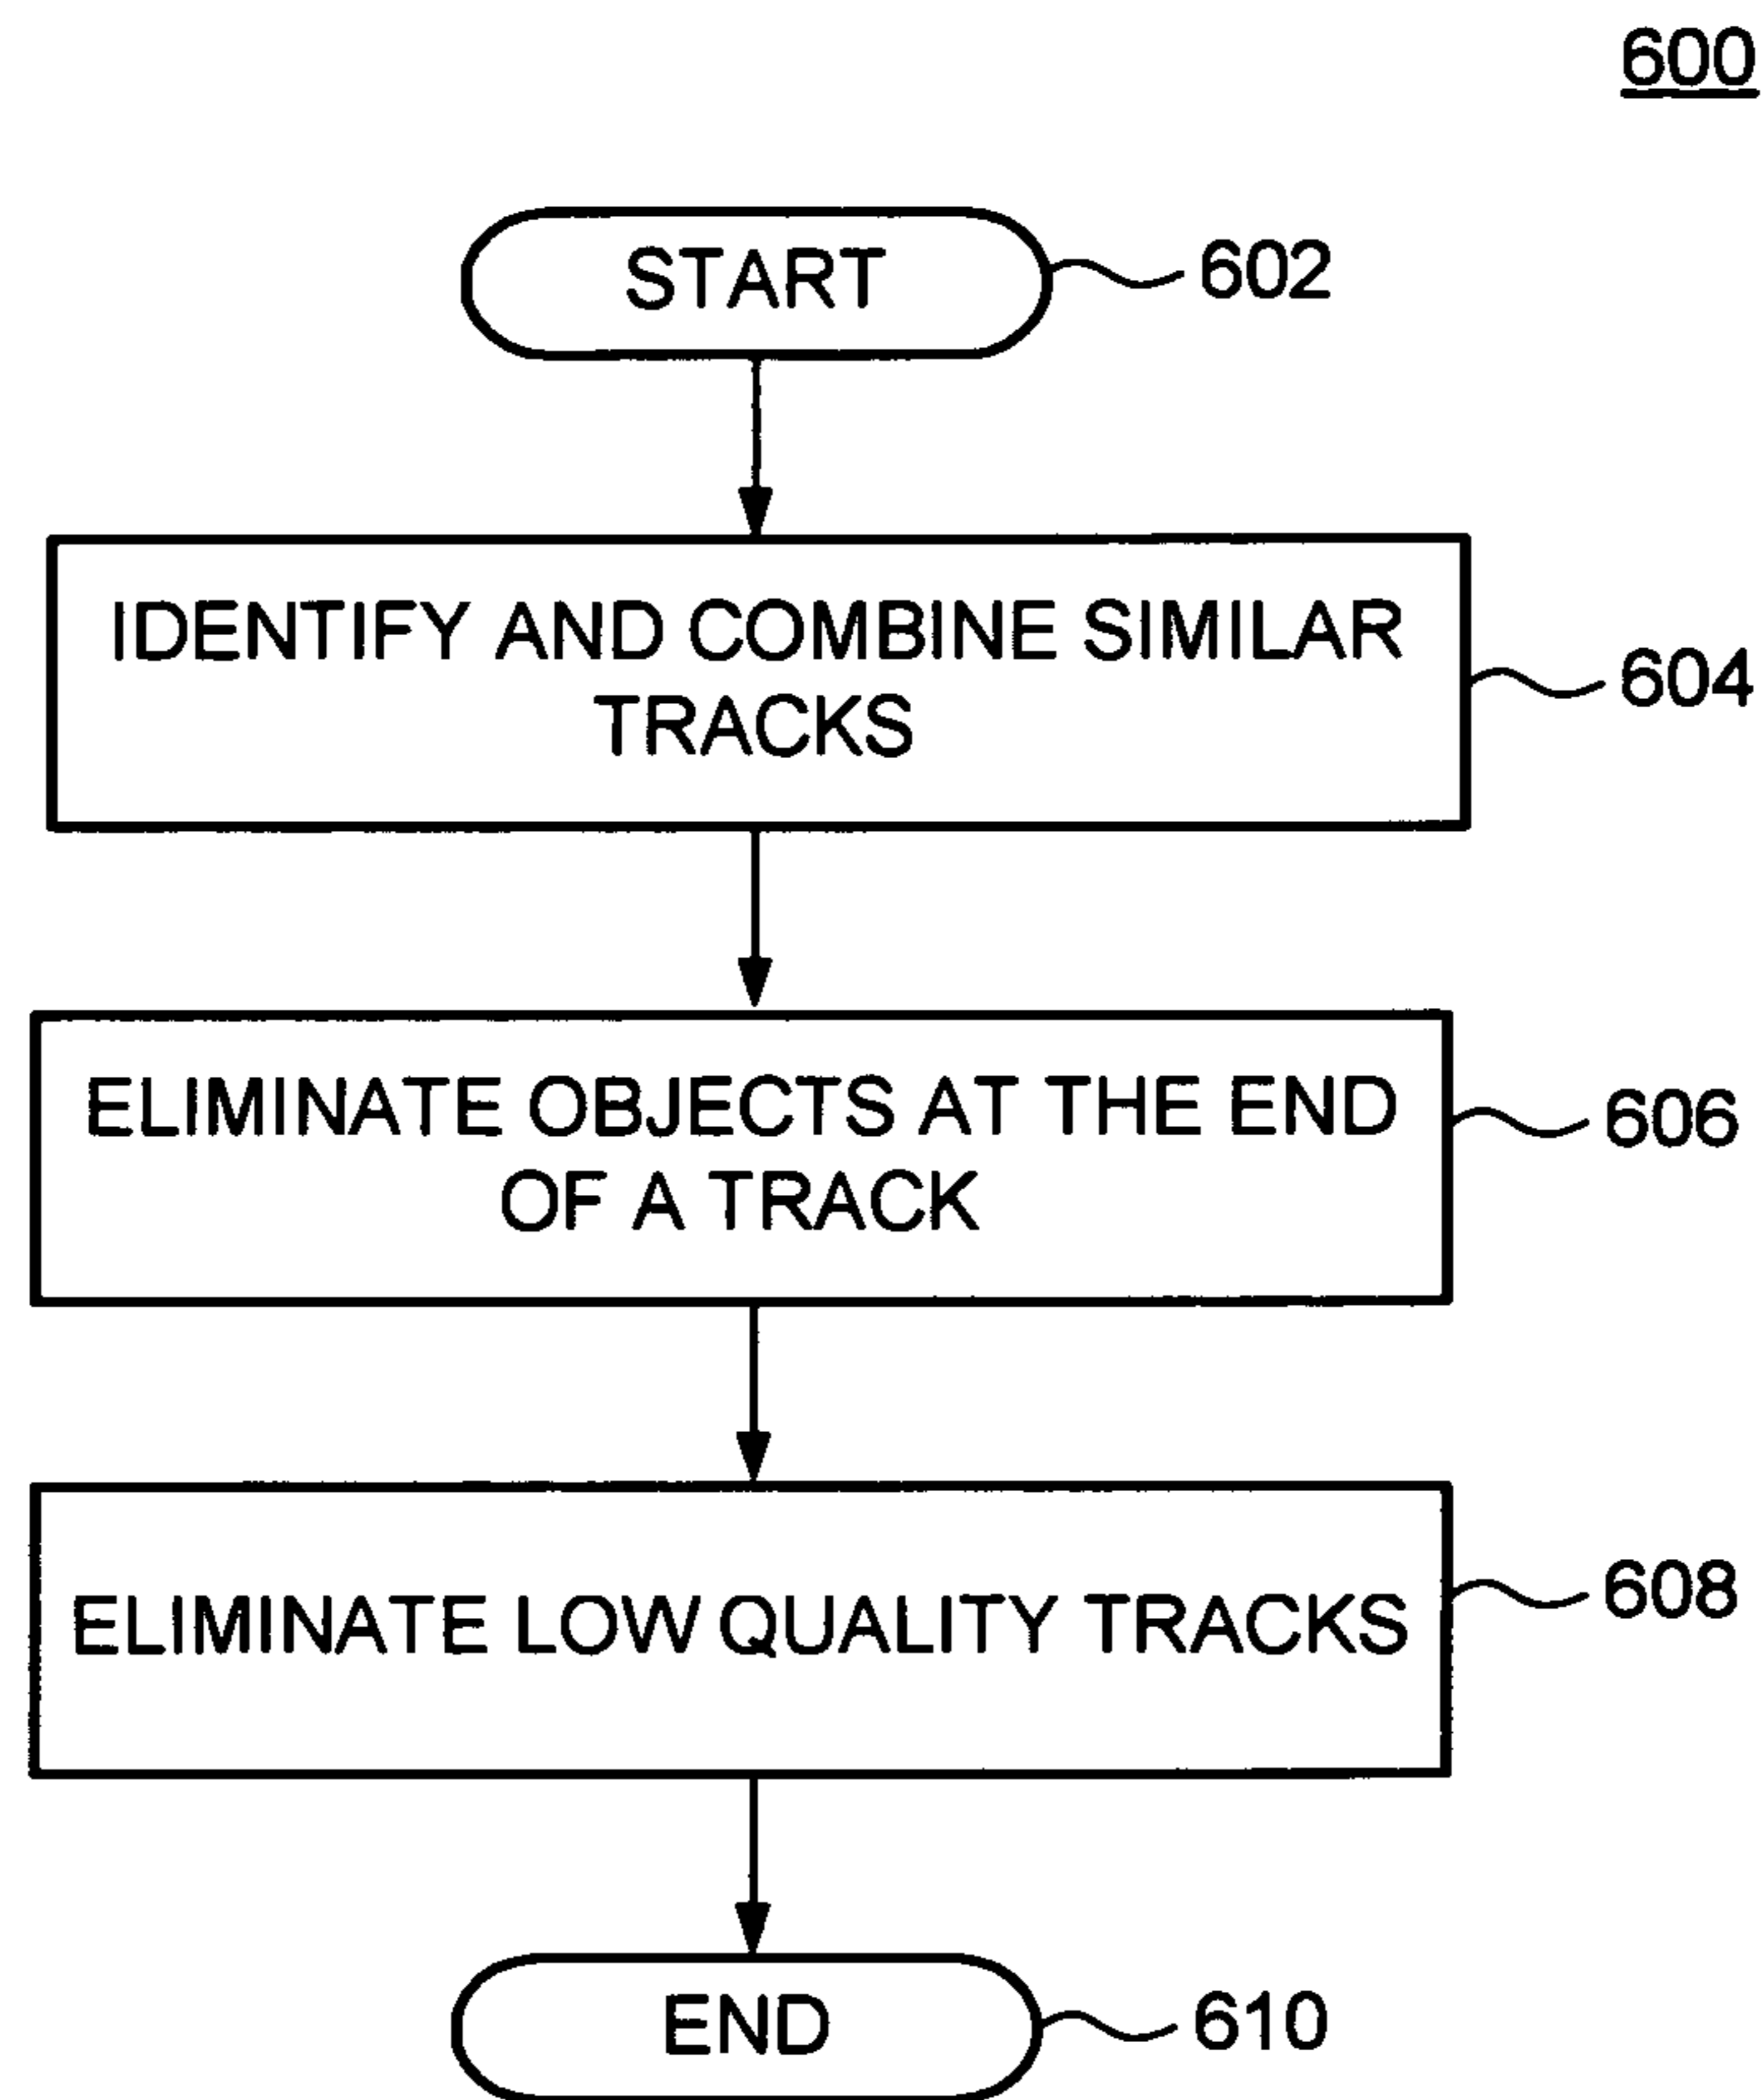 600
START
602
IDENTIFY AND COMBINE SIMILAR
TRACKS
604
ELIMINATE OBJECTS AT THE END
OF A TRACK
606
ELIMINATE LOW QUALITY TRACKS
608
END
610